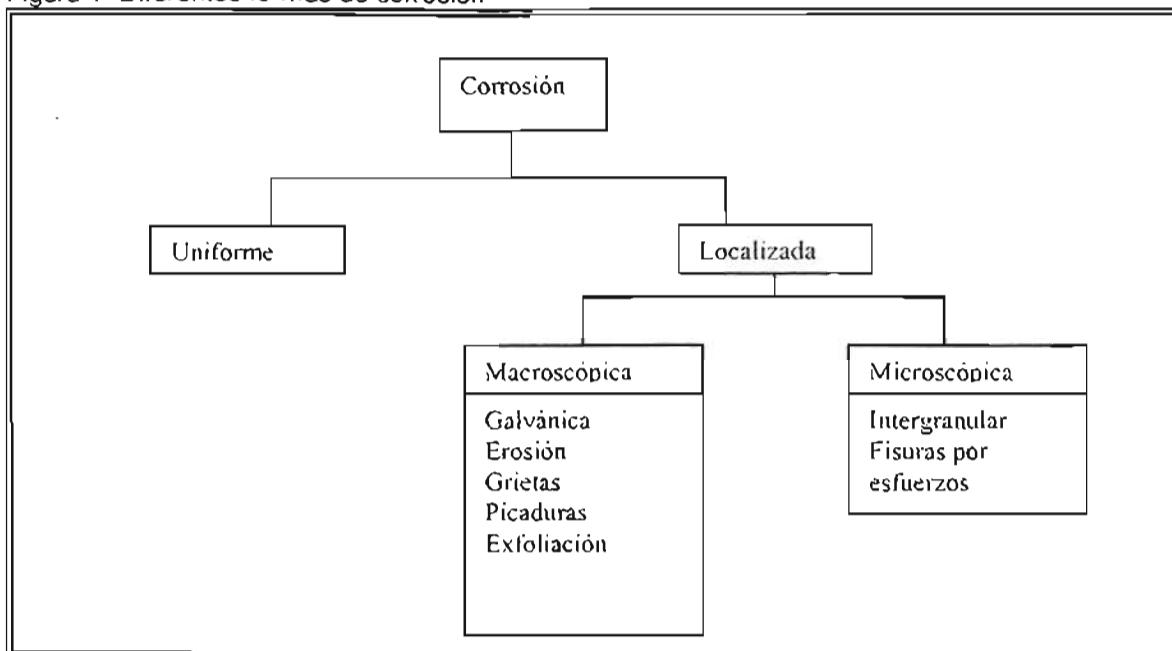 Corrosión
Uniforme
Localizada
Macroscópica
Galvánica
Erosión
Grietas
Picaduras
Exfoliación
Microscópica
Intergranular
Fisuras por
esfuerzos